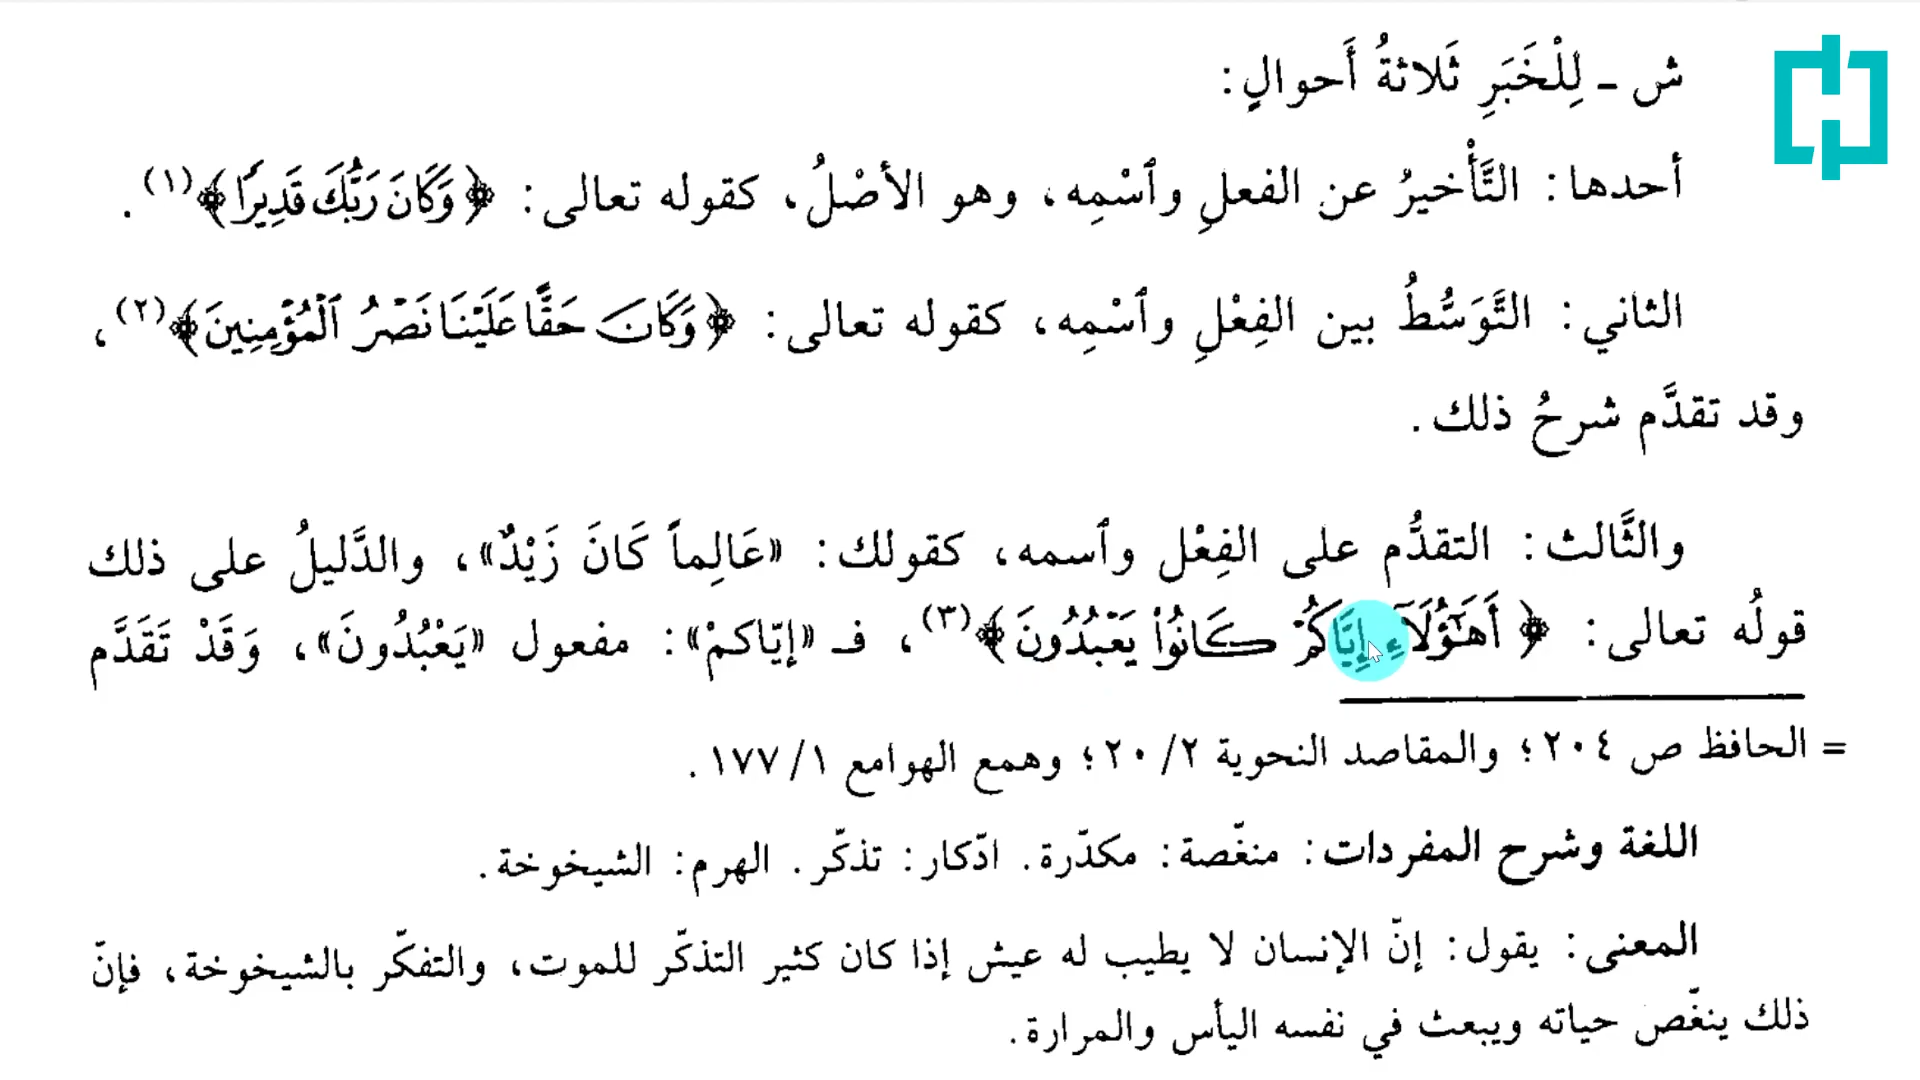 ش ـ لِلْخَبَرِ ثَلاثةُ أَحوالٍ:
أحدها: التَّأْخيرُ عن الفعلِ وٱسْمِه، وهو الأصْلُ، كقوله تعالى: ﴿وَكَانَ رَبُّكَ قَدِيرًا﴾(١).
الثاني: التَّوَسُّطُ بين الفِعْلِ وٱسْمِه، كقوله تعالى: ﴿وَكَانَ حَقًّا عَلَيْنَا نَصْرُ ٱلْمُؤْمِنِينَ﴾(٢)،
وقد تقدَّم شرحُ ذلك.
والثَّالث: التقدُّم على الفِعْل وٱسمه، كقولك: «عَالِماً كَانَ زَيْدٌ»، والدَّليلُ على ذلك
قولُه تعالى: ﴿أَهَٰٓؤُلَآءِ إِيَّاكُمْ كَانُوا۟ يَعْبُدُونَ﴾(٣)، فـ «إيّاكمْ»: مفعول «يَعْبُدُونَ»، وَقَدْ تَقَدَّم
= الحافظ ص ٢٠٤؛ والمقاصد النحوية ٢/ ٢٠؛ وهمع الهوامع ١/ ١٧٧.
اللغة وشرح المفردات: منغّصة: مكدّرة. ادّكار: تذكّر. الهرم: الشيخوخة.
المعنى: يقول: إنّ الإنسان لا يطيب له عيش إذا كان كثير التذكّر للموت، والتفكّر بالشيخوخة، فإنّ
ذلك ينغّص حياته ويبعث في نفسه اليأس والمرارة.